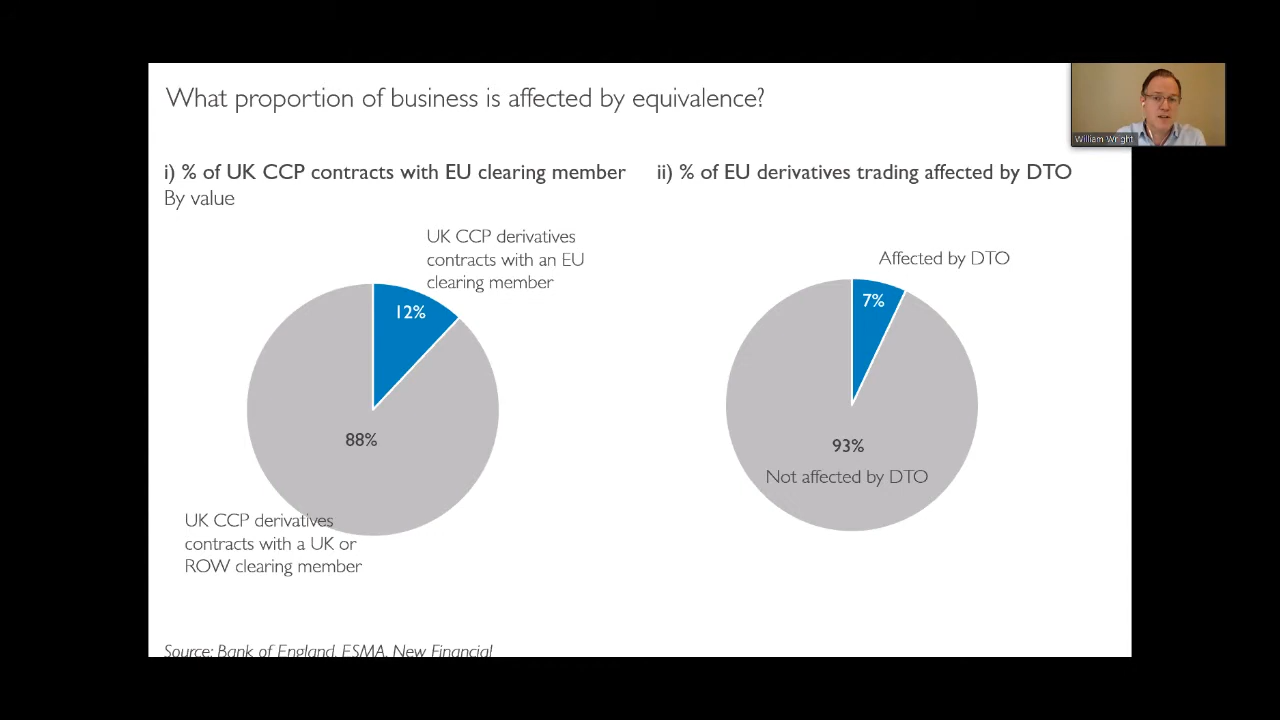 What proportion of business is affected by equivalence?
William Wright
i) % of UK CCP contracts with EU clearing member
By value
UK CCP derivatives
contracts with an EU
clearing member
12%
88%
UK CCP derivatives
contracts with a UK or
ROW clearing member
ii) % of EU derivatives trading affected by DTO
Affected by DTO
7%
93%
Not affected by DTO
Source: Bank of England, ESMA, New Financial